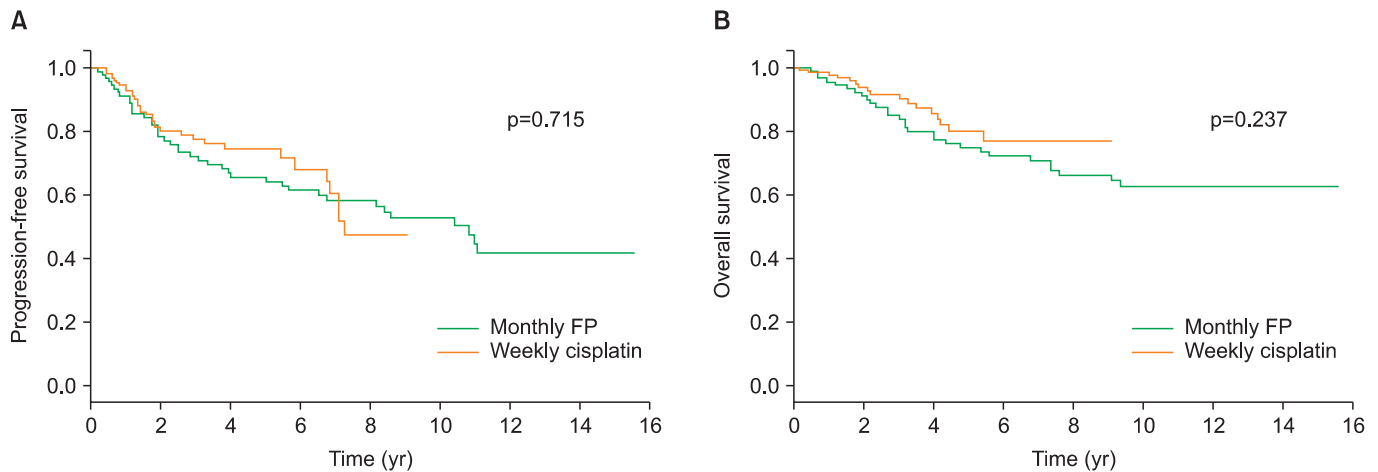 A
Progression-free survival
1.0
0.8
0.6
0.4
0.2
0.0
p=0.715
Monthly FP
Weekly cisplatin
0 2 4 6 8 10 12 14 16
Time (yr)
B
Overall survival
1.0
0.8
0.6
0.4
0.2
0.0
p=0.237
Monthly FP
Weekly cisplatin
0 2 4 6 8 10 12 14 16
Time (yr)